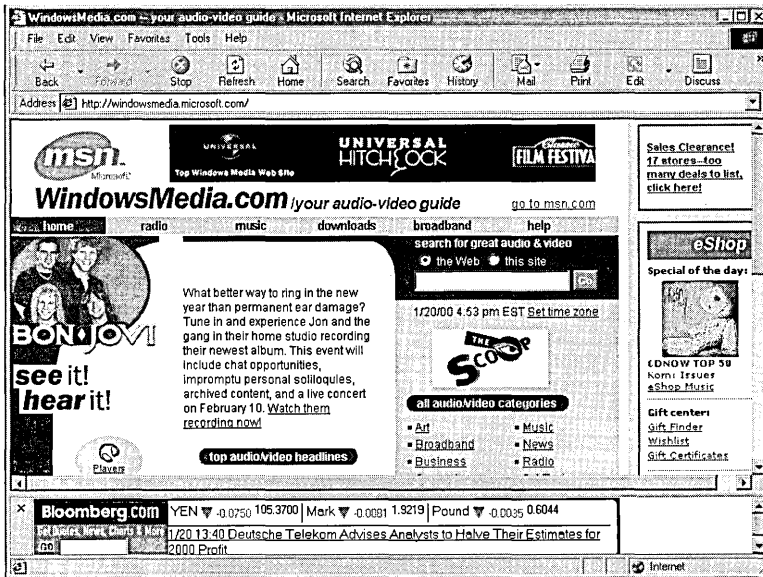 WindowsMedia.com -- your audio-video guide - Microsoft Internet Explorer
File Edit View Favorites Tools Help
Back Forward Stop Refresh Home Search Favorites History Mail Print Edit Discuss
Address http://windowsmedia.microsoft.com/
msn.
Microsoft
UNIVERSAL
Top Windows Media Web Site
UNIVERSAL
HITCHCOCK
Classic
FILM FESTIVA
WindowsMedia.com /your audio-video guide go to msn.com
home radio music downloads broadband help
search for great audio & video
the Web this site
Go
1/20/00 4:53 pm EST Set time zone
BON JOVI
see it!
hear it!
Players
What better way to ring in the new
year than permanent ear damage?
Tune in and experience Jon and the
gang in their home studio recording
their newest album. This event will
include chat opportunities,
impromptu personal soliloquies,
archived content, and a live concert
on February 10. Watch them
recording now!
top audio/video headlines
THE
SCOOP
all audio/video categories
Art Music
Broadband News
Business Radio
Sales Clearance!
17 stores--too
many deals to list,
click here!
eShop
Special of the day:
CDNOW TOP 50
Korn: Issues
eShop Music
Gift center:
Gift Finder
Wishlist
Gift Certificates
Bloomberg.com
Get Quotes, News, Charts & More
GO
YEN -0.0750 105.3700 Mark -0.0081 1.9219 Pound -0.0035 0.6044
1/20 13:40 Deutsche Telekom Advises Analysts to Halve Their Estimates for
2000 Profit
Internet